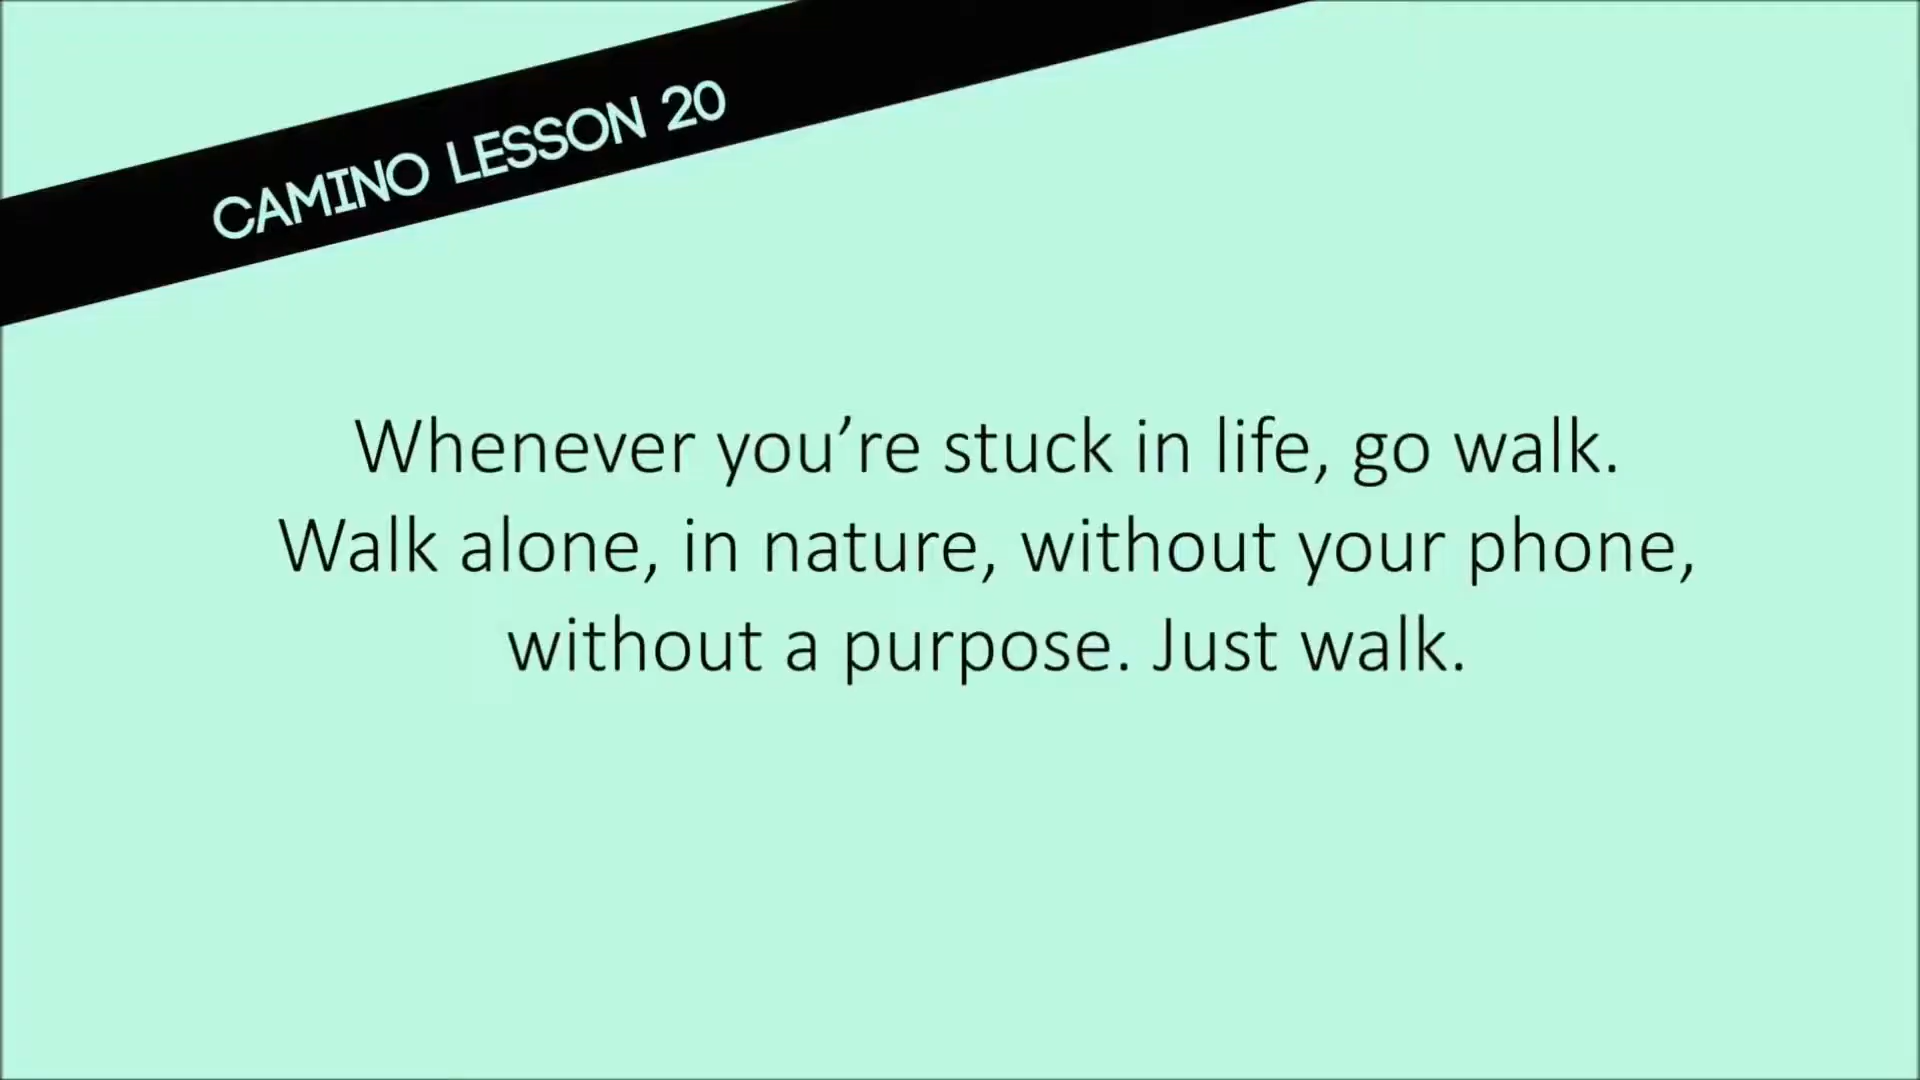 CAMINO LESSON 20
Whenever you’re stuck in life, go walk.
Walk alone, in nature, without your phone,
without a purpose. Just walk.